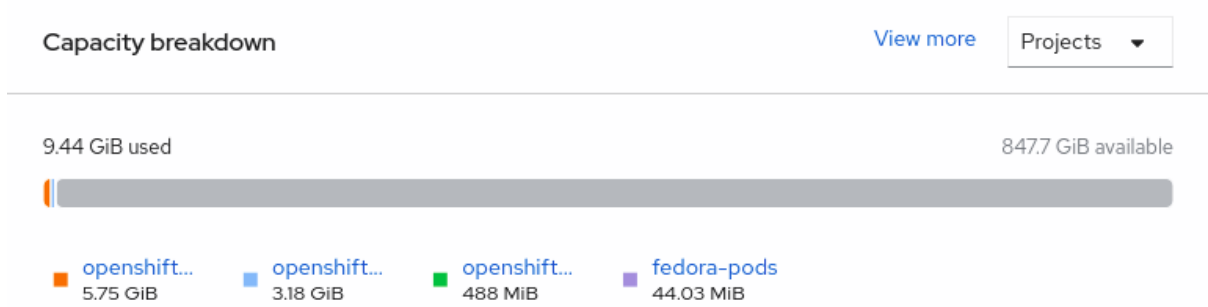 Capacity breakdown View more Projects
9.44 GiB used 847.7 GiB available
openshift... openshift... openshift... fedora-pods
5.75 GiB 3.18 GiB 488 MiB 44.03 MiB